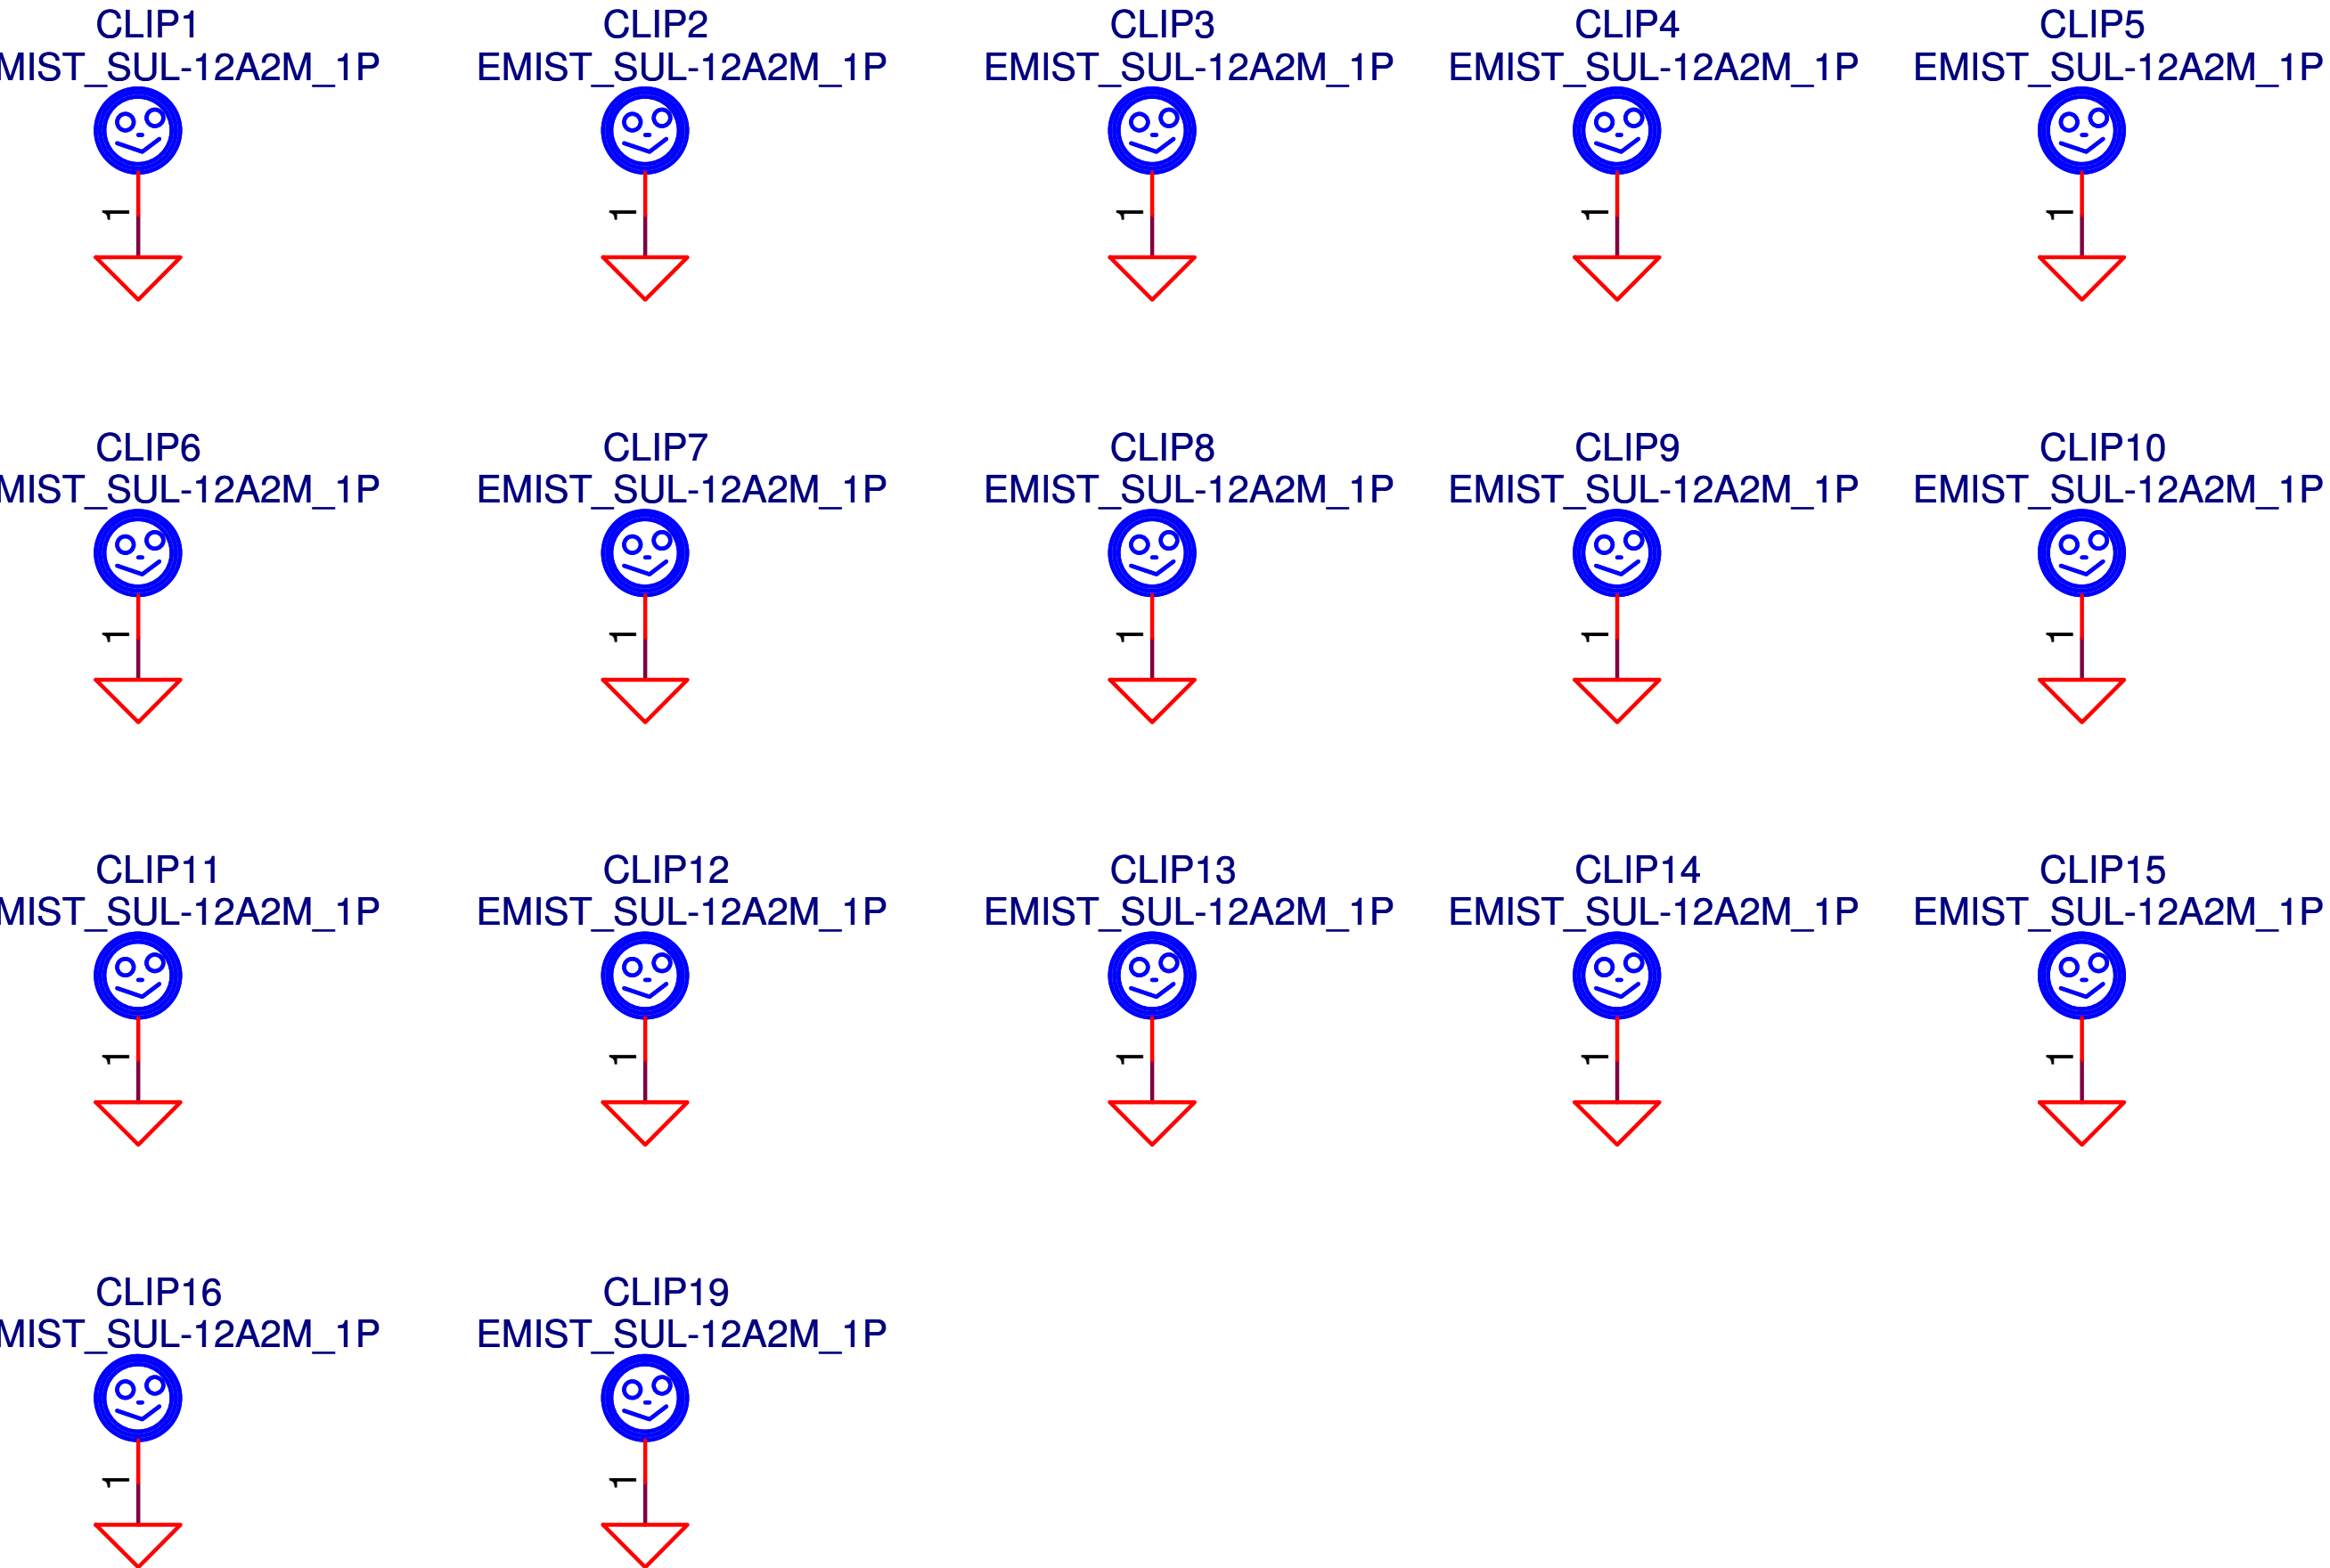 CLIP1 CLIP2 CLIP3 CLIP4 CLIP5
MIST_SUL-12A2M_1P EMIST_SUL-12A2M_1P EMIST_SUL-12A2M_1P EMIST_SUL-12A2M_1P EMIST_SUL-12A2M_1P
1 1 1 1 1
CLIP6 CLIP7 CLIP8 CLIP9 CLIP10
MIST_SUL-12A2M_1P EMIST_SUL-12A2M_1P EMIST_SUL-12A2M_1P EMIST_SUL-12A2M_1P EMIST_SUL-12A2M_1P
1 1 1 1 1
CLIP11 CLIP12 CLIP13 CLIP14 CLIP15
MIST_SUL-12A2M_1P EMIST_SUL-12A2M_1P EMIST_SUL-12A2M_1P EMIST_SUL-12A2M_1P EMIST_SUL-12A2M_1P
1 1 1 1 1
CLIP16 CLIP19
MIST_SUL-12A2M_1P EMIST_SUL-12A2M_1P
1 1